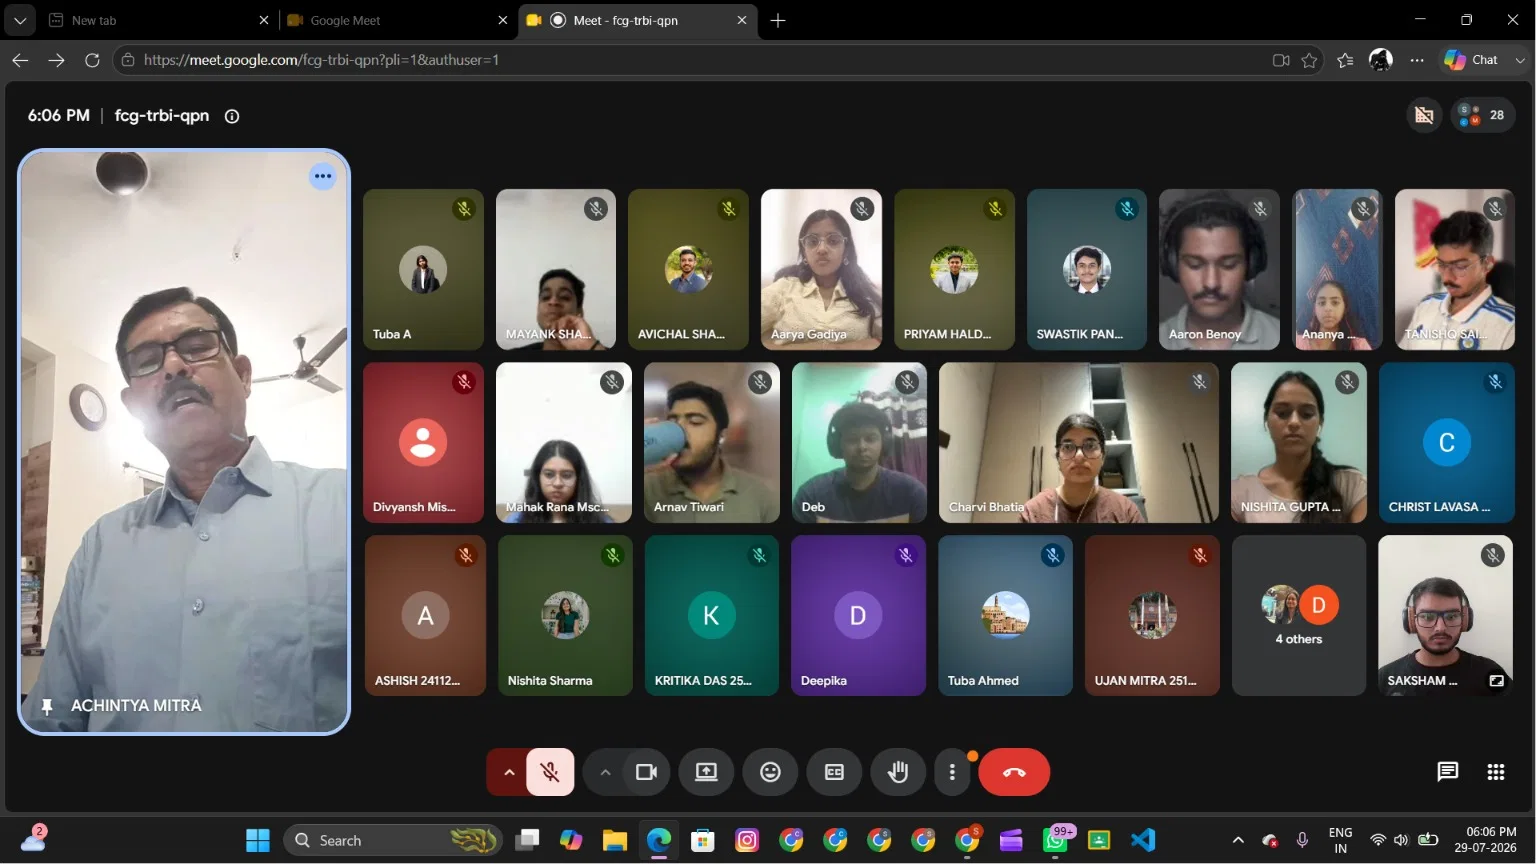 New tab
Google Meet
Meet - fcg-trbi-qpn
https://meet.google.com/fcg-trbi-qpn?pli=1&authuser=1
Chat
6:06 PM | fcg-trbi-qpn
28
ACHINTYA MITRA
Tuba A
MAYANK SHA...
AVICHAL SHA...
Aarya Gadiya
PRIYAM HALD...
SWASTIK PAN...
Aaron Benoy
Ananya ...
TANISHQ SAI...
Divyansh Mis...
Mahak Rana Msc...
Arnav Tiwari
Deb
Charvi Bhatia
NISHITA GUPTA ...
C
CHRIST LAVASA ...
A
ASHISH 24112...
Nishita Sharma
K
KRITIKA DAS 25...
D
Deepika
Tuba Ahmed
UJAN MITRA 251...
D
4 others
SAKSHAM ...
2
Search
99+
ENG
IN
06:06 PM
29-07-2026